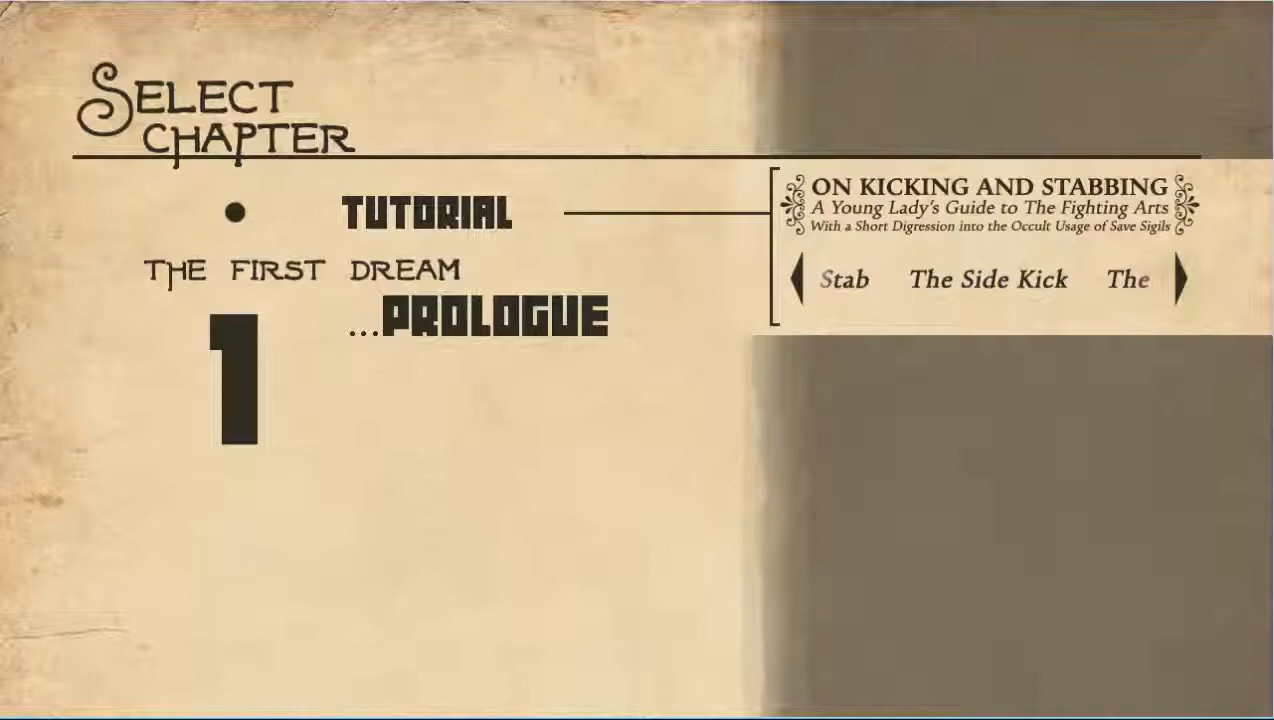 SELECT
CHAPTER
• TUTORIAL
THE FIRST DREAM
...PROLOGUE
1
ON KICKING AND STABBING
A Young Lady's Guide to The Fighting Arts
With a Short Digression into the Occult Usage of Save Sigils
Stab The Side Kick The